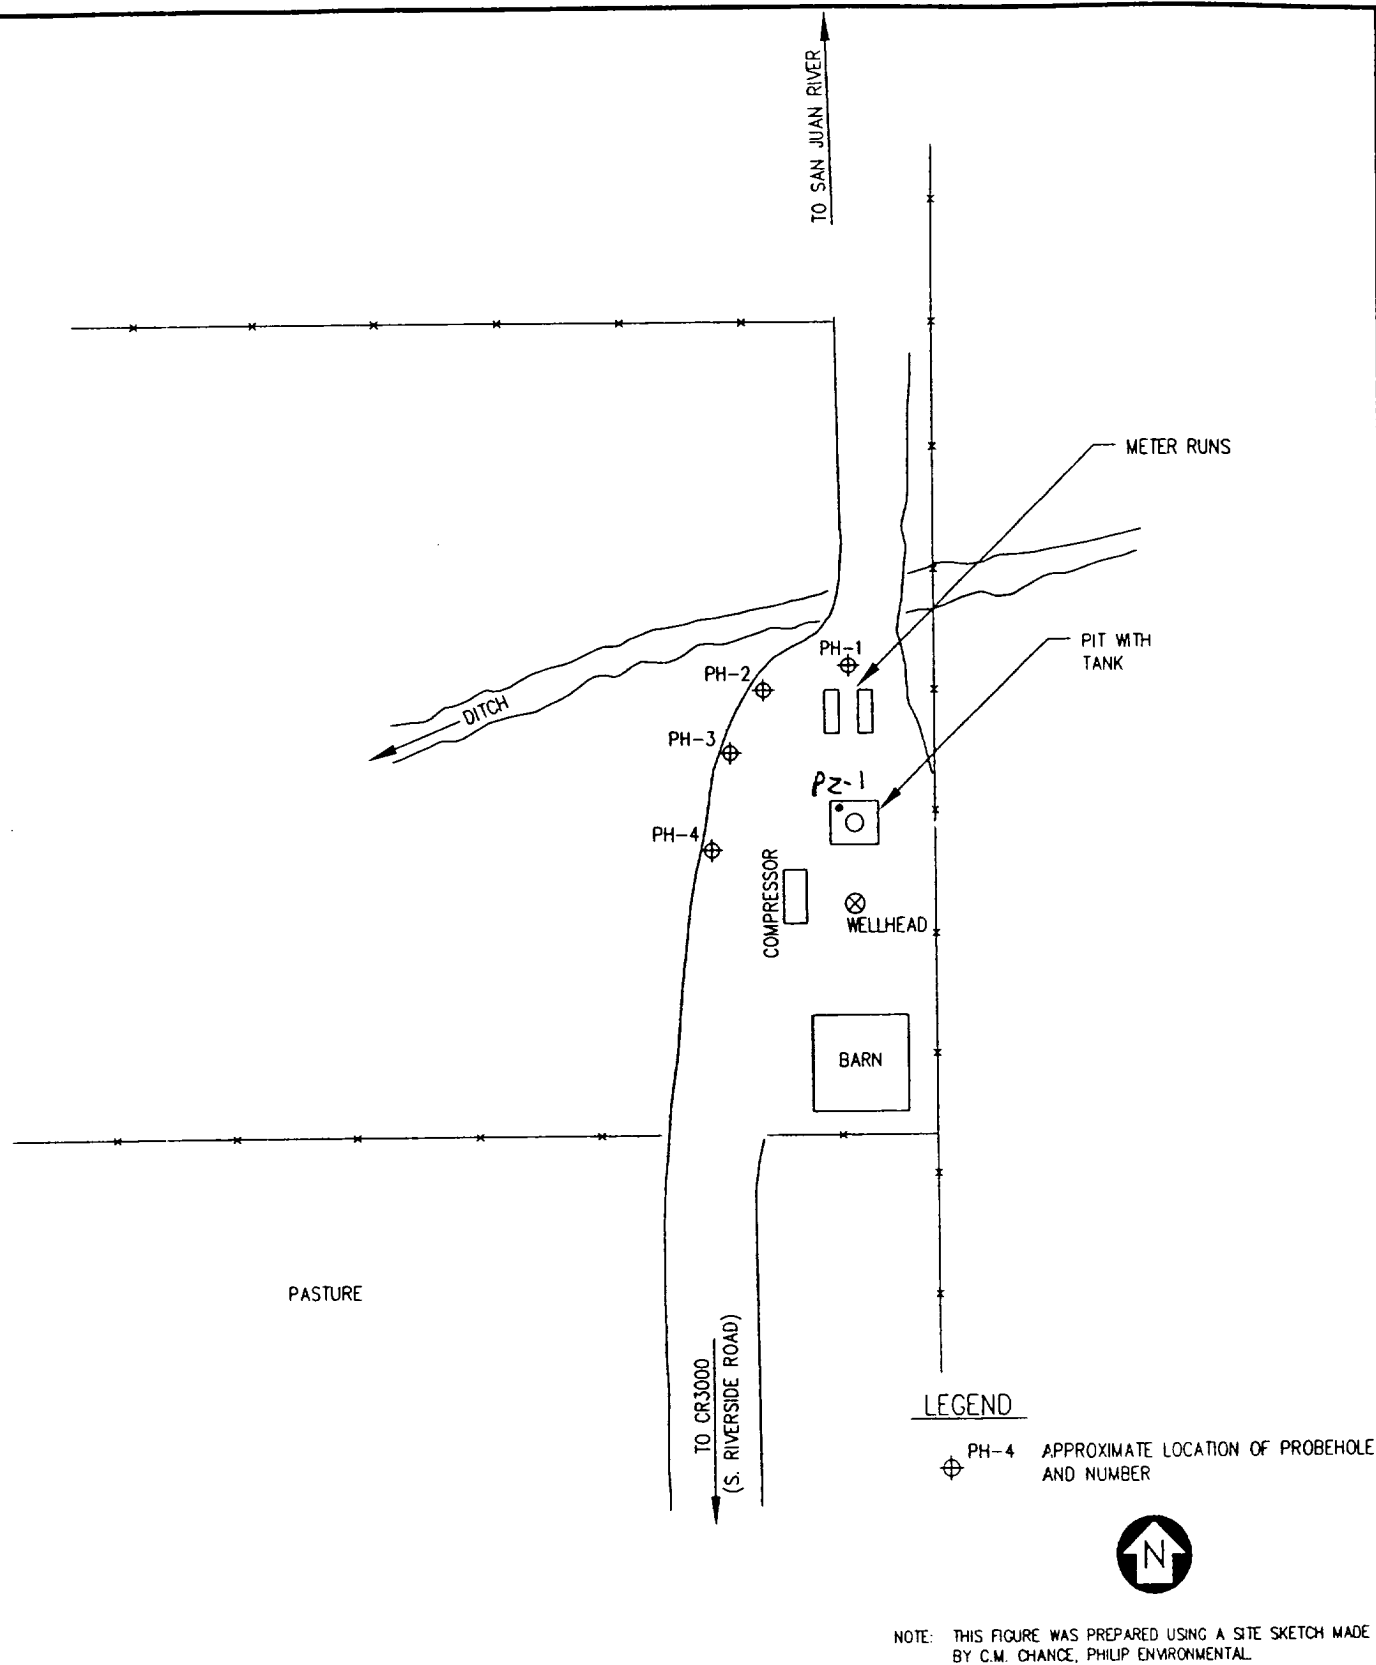 TO SAN JUAN RIVER
METER RUNS
PH-1
PIT WITH
TANK
PH-2
DITCH
PH-3
PZ-1
PH-4
COMPRESSOR
WELLHEAD
BARN
PASTURE
TO CR3000
(S. RIVERSIDE ROAD)
LEGEND
PH-4 APPROXIMATE LOCATION OF PROBEHOLE
AND NUMBER
N
NOTE: THIS FIGURE WAS PREPARED USING A SITE SKETCH MADE
BY C.M. CHANCE, PHILIP ENVIRONMENTAL.